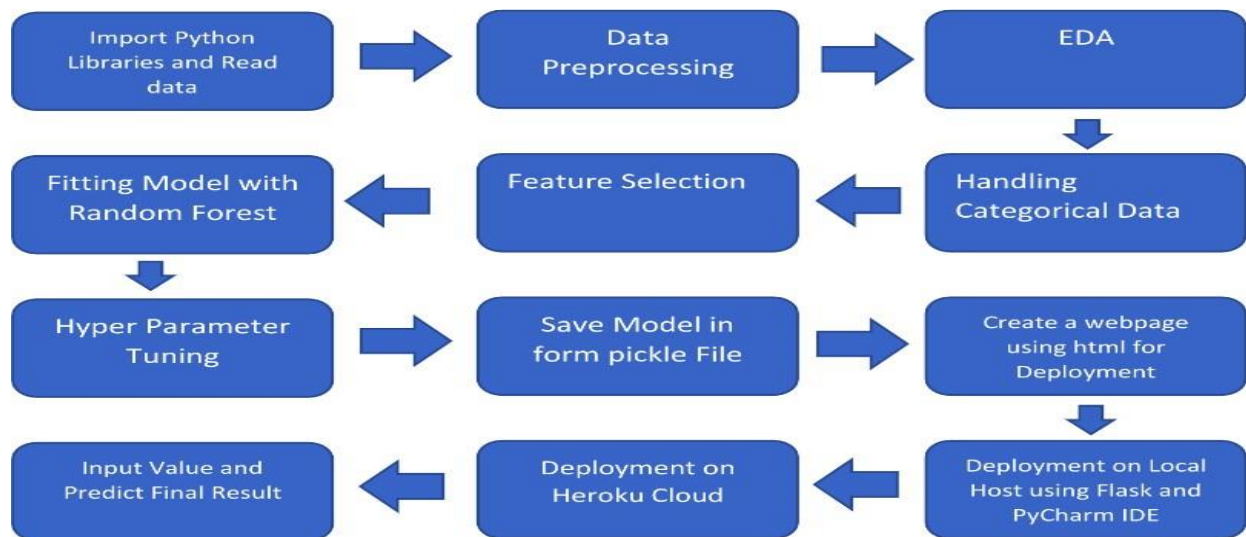 Import Python
Libraries and Read
data
Data
Preprocessing
EDA
Handling
Categorical Data
Feature Selection
Fitting Model with
Random Forest
Hyper Parameter
Tuning
Save Model in
form pickle File
Create a webpage
using html for
Deployment
Deployment on Local
Host using Flask and
PyCharm IDE
Deployment on
Heroku Cloud
Input Value and
Predict Final Result